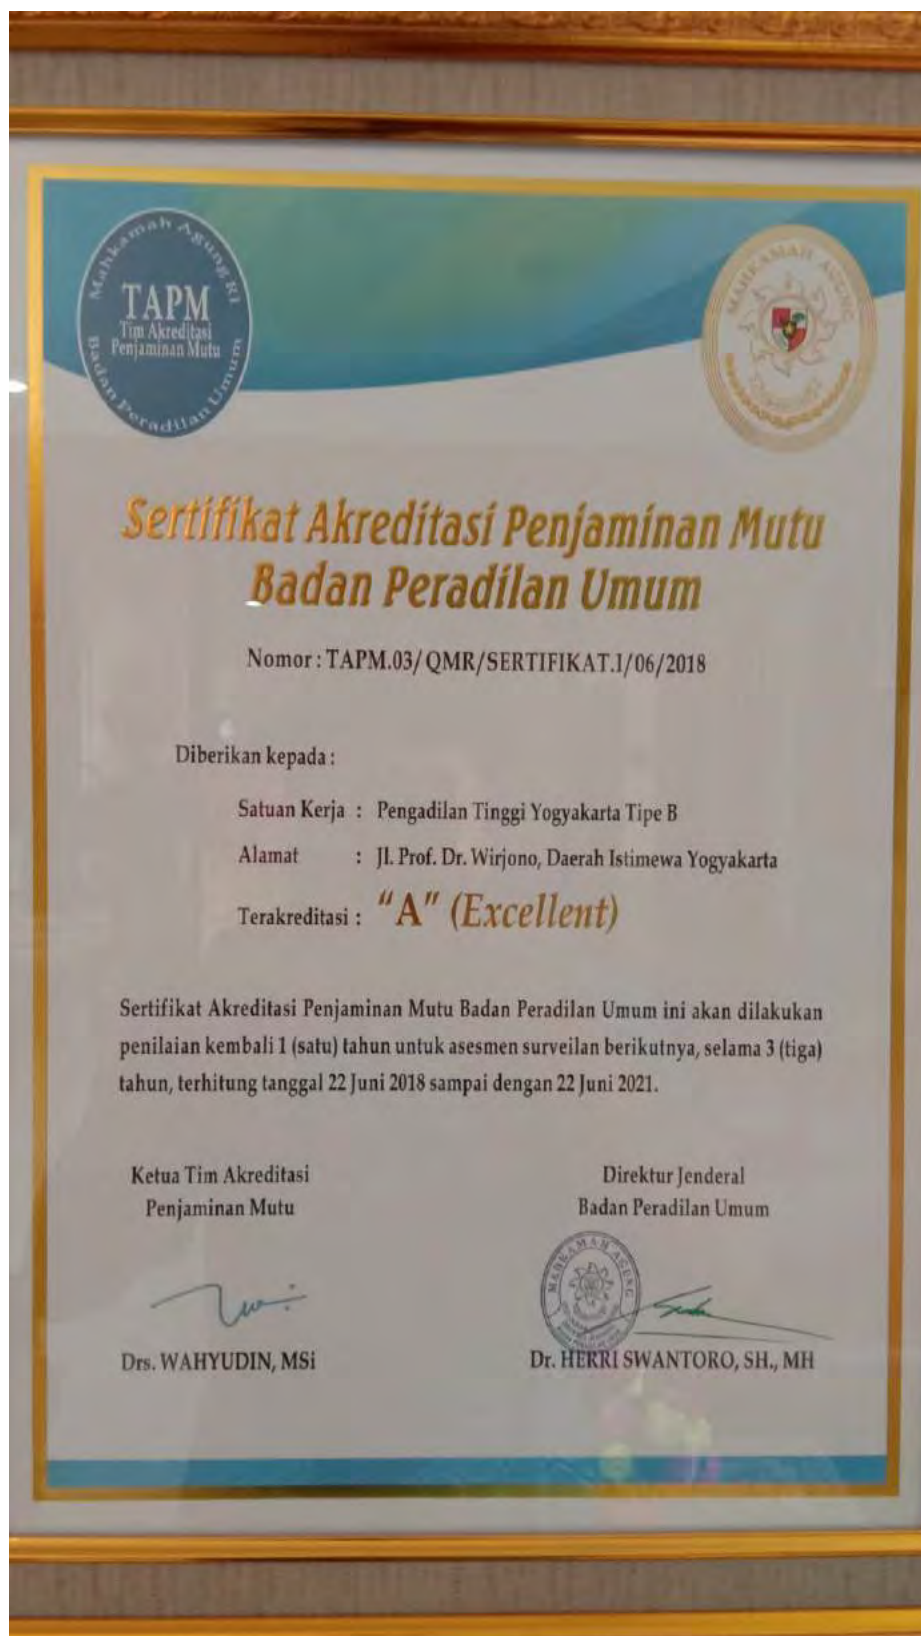 Mahkamah Agung RI
TAPM
Tim Akreditasi
Penjaminan Mutu
Badan Peradilan Umum
MAHKAMAH AGUNG
Sertifikat Akreditasi Penjaminan Mutu
Badan Peradilan Umum
Nomor : TAPM.03/QMR/SERTIFIKAT.I/06/2018
Diberikan kepada :
Satuan Kerja : Pengadilan Tinggi Yogyakarta Tipe B
Alamat : Jl. Prof. Dr. Wirjono, Daerah Istimewa Yogyakarta
Terakreditasi : "A" (Excellent)
Sertifikat Akreditasi Penjaminan Mutu Badan Peradilan Umum ini akan dilakukan
penilaian kembali 1 (satu) tahun untuk asesmen surveilan berikutnya, selama 3 (tiga)
tahun, terhitung tanggal 22 Juni 2018 sampai dengan 22 Juni 2021.
Ketua Tim Akreditasi
Penjaminan Mutu
Direktur Jenderal
Badan Peradilan Umum
MAHKAMAH AGUNG
Drs. WAHYUDIN, MSi
Dr. HERRI SWANTORO, SH., MH